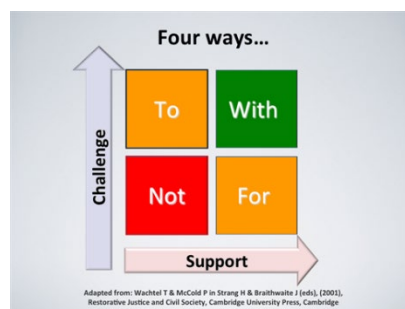 Four ways...
To With
Challenge
Not For
Support
Adapted from: Wachtel T & McCold P in Strang H & Braithwaite J (eds), (2001),
Restorative Justice and Civil Society, Cambridge University Press, Cambridge